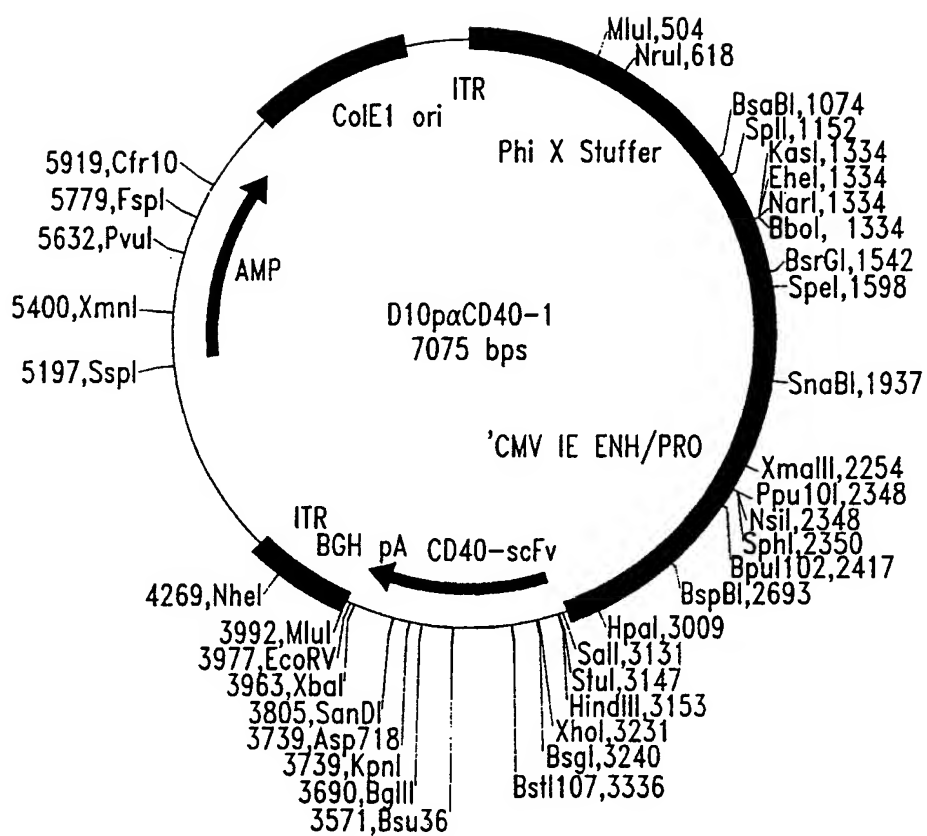 MluI,504
NruI,618
ITR
ColE1 ori
BsaBI,1074
SplI,1152
Phi X Stuffer
KasI,1334
EheI,1334
NarI,1334
BboI, 1334
5919,Cfr10
5779,FspI
5632,PvuI
AMP
BsrGI,1542
SpeI,1598
5400,XmnI
D10pαCD40-1
7075 bps
5197,SspI
SnaBI,1937
'CMV IE ENH/PRO
XmaIII,2254
Ppu10I,2348
NsiI,2348
SphI,2350
BpuI102,2417
ITR
BGH pA
CD40-scFv
4269,NheI
BspBI,2693
3992,MluI
HpaI,3009
3977,EcoRV
SalI,3131
3963,XbaI
StuI,3147
3805,SanDI
HindIII,3153
3739,Asp718
XhoI,3231
3739,KpnI
BsgI,3240
3690,BglII
BstI107,3336
3571,Bsu36